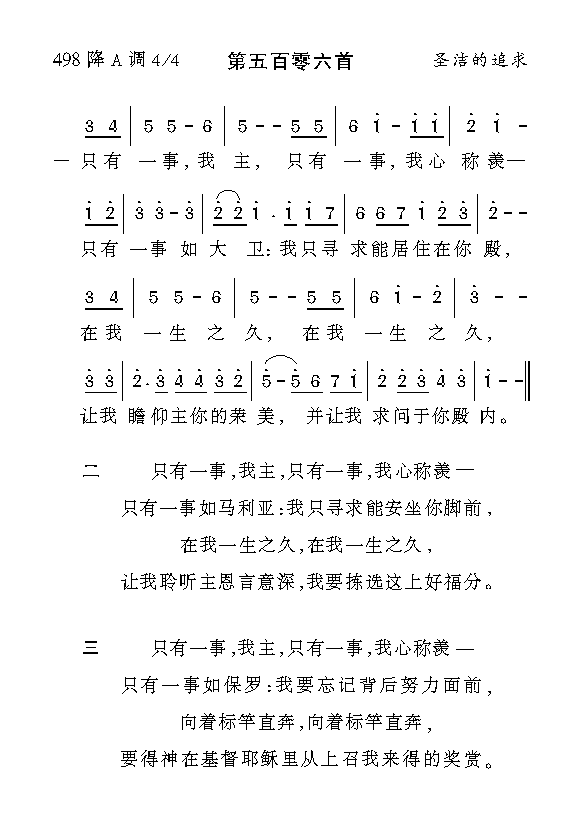 498 降 A 调 4/4 第五百零六首 圣洁的追求
3 4 | 5 5 - 6 | 5 - - 5 5 | 6 i - i i | 2̇ i -
一 只有 一事, 我 主, 只有 一事, 我心 称羡—
i 2̇ | 3̇ 3̇ - 3̇ | 2̇ 2̇ i . i i 7 | 6 6 7 i 2̇ 3̇ | 2̇ - -
只有 一事 如 大 卫: 我只寻 求能居住在你 殿,
3 4 | 5 5 - 6 | 5 - - 5 5 | 6 i - 2̇ | 3̇ - -
在我 一生 之 久, 在我 一生 之 久,
3̇ 3̇ | 2̇ . 3̇ 4̇ 4̇ 3̇ 2̇ | 5̇ - 5̇ 6 7 i | 2̇ 2̇ 3̇ 4̇ 3̇ | i - - ‖
让我 瞻仰主你的荣 美, 并让我 求问于你殿 内。
二 只有一事,我主,只有一事,我心称羡—
只有一事如马利亚:我只寻求能安坐你脚前,
在我一生之久,在我一生之久,
让我聆听主恩言意深,我要拣选这上好福分。
三 只有一事,我主,只有一事,我心称羡—
只有一事如保罗:我要忘记背后努力面前,
向着标竿直奔,向着标竿直奔,
要得神在基督耶稣里从上召我来得的奖赏。